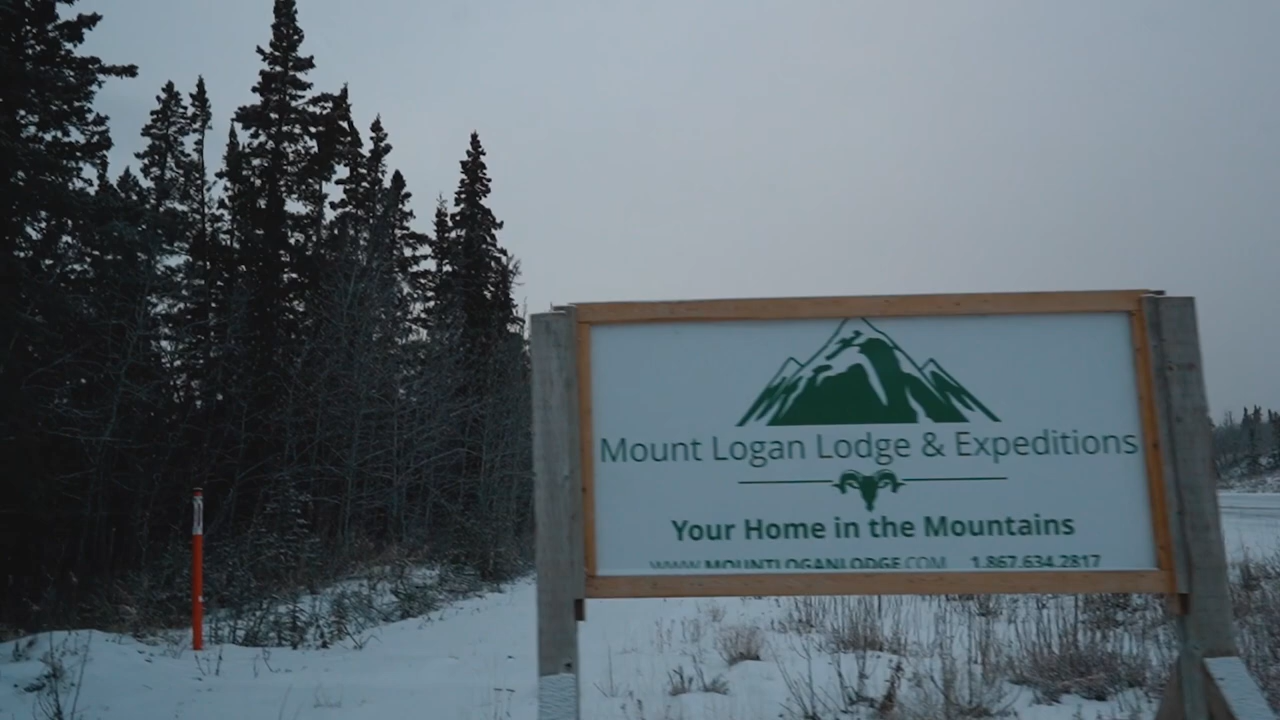 Mount Logan Lodge & Expeditions
Your Home in the Mountains
WWW.MOUNTLOGANLODGE.COM 1.867.634.2817